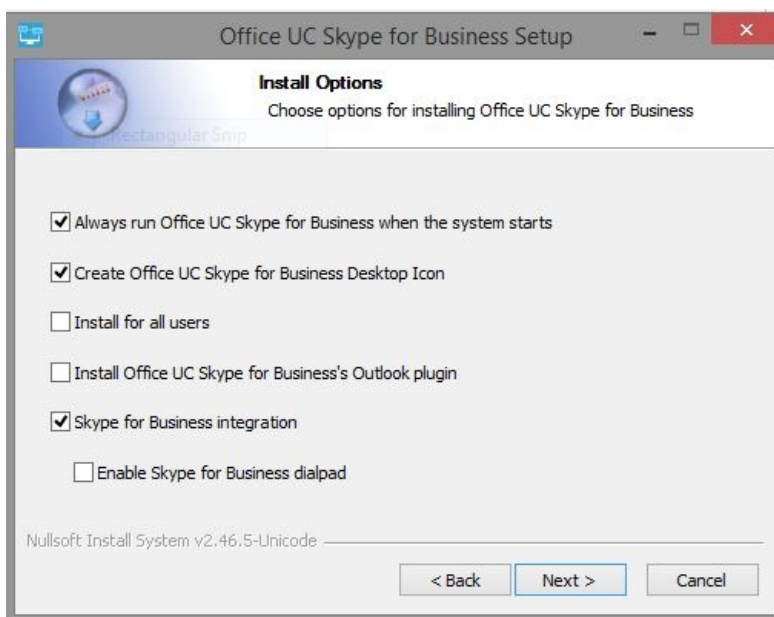 Office UC Skype for Business Setup
Install Options
Choose options for installing Office UC Skype for Business
Rectangular Snip
Always run Office UC Skype for Business when the system starts
Create Office UC Skype for Business Desktop Icon
Install for all users
Install Office UC Skype for Business's Outlook plugin
Skype for Business integration
Enable Skype for Business dialpad
Nullsoft Install System v2.46.5-Unicode
< Back Next > Cancel